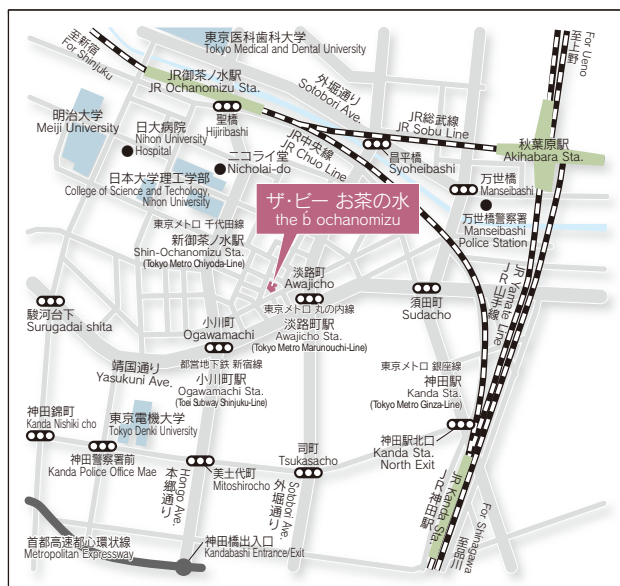 東京医科歯科大学
Tokyo Medical and Dental University
至新宿
For Shinjuku
JR御茶ノ水駅
JR Ochanomizu Sta.
外堀通り
Sotobori Ave.
至上野
For Ueno
明治大学
Meiji University
聖橋
Hijiribashi
JR総武線
JR Sobu Line
JR中央線
JR Chuo Line
日大病院
Nihon University
Hospital
ニコライ堂
Nicholai-do
昌平橋
Syoheibashi
秋葉原駅
Akihabara Sta.
日本大学理工学部
College of Science and Techology,
Nihon University
万世橋
Manseibashi
万世橋警察署
Manseibashi
Police Station
ザ・ビー お茶の水
the b ochanomizu
東京メトロ 千代田線
新御茶ノ水駅
Shin-Ochanomizu Sta.
(Tokyo Metro Chiyoda-Line)
淡路町
Awajicho
JR Yamate Line
JR山手線
駿河台下
Surugadai shita
小川町
Ogawamachi
東京メトロ 丸の内線
淡路町駅
Awajicho Sta.
(Tokyo Metro Marunouchi-Line)
須田町
Sudacho
靖国通り
Yasukuni Ave.
都営地下鉄 新宿線
小川町駅
Ogawamachi Sta.
(Toei Subway Shinjuku-Line)
東京メトロ 銀座線
神田駅
Kanda Sta.
(Tokyo Metro Ginza-Line)
神田錦町
Kanda Nishiki cho
東京電機大学
Tokyo Denki University
神田駅北口
Kanda Sta.
North Exit
神田警察署前
Kanda Police Office Mae
美土代町
Mitoshirocho
司町
Tsukasacho
本郷通り
Hongo Ave.
外堀通り
Sotobori Ave.
JR Kanda Sta.
JR神田駅
For Shinagawa
首都高速都心環状線
Metropolitan Expressway
神田橋出入口
Kandabashi Entrance/Exit